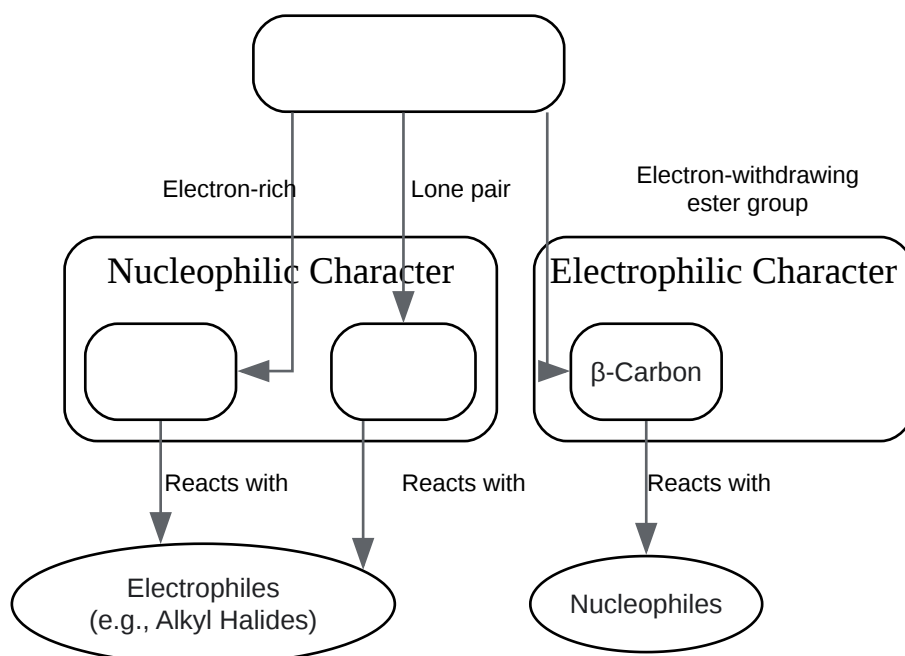 Electron-rich
Lone pair
Electron-withdrawing
ester group
Nucleophilic Character
Electrophilic Character
β-Carbon
Reacts with
Reacts with
Reacts with
Electrophiles
(e.g., Alkyl Halides)
Nucleophiles